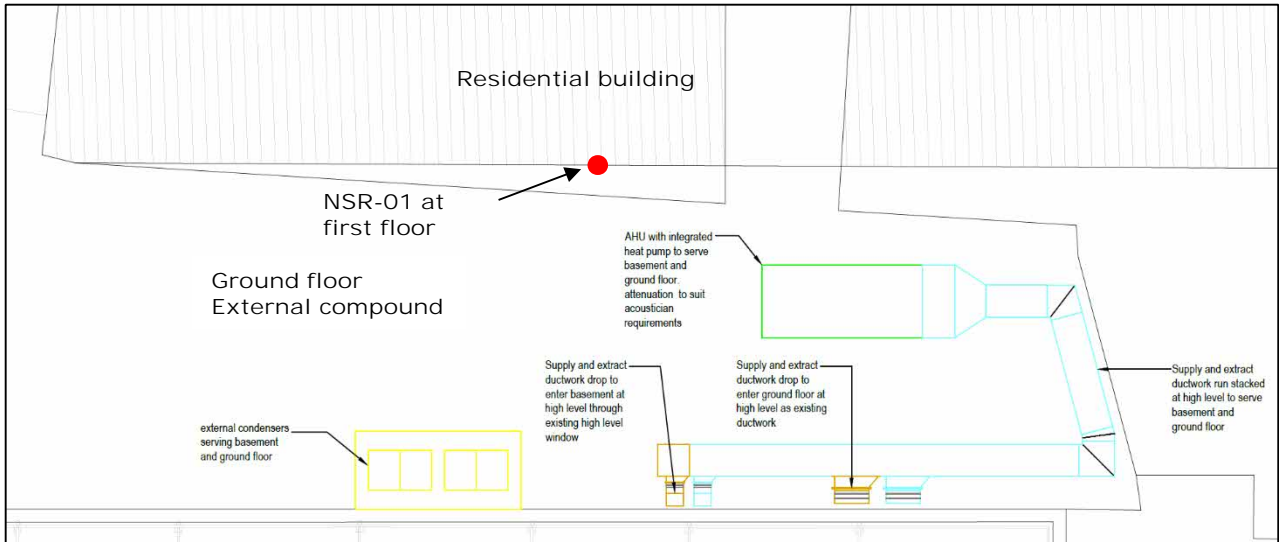 Residential building
NSR-01 at
first floor
Ground floor
External compound
AHU with integrated
heat pump to serve
basement and
ground floor.
attenuation to suit
acoustician
requirements
Supply and extract
ductwork drop to
enter basement at
high level through
existing high level
window
Supply and extract
ductwork drop to
enter ground floor at
high level as existing
ductwork
Supply and extract
ductwork run stacked
at high level to serve
basement and
ground floor
external condensers
serving basement
and ground floor